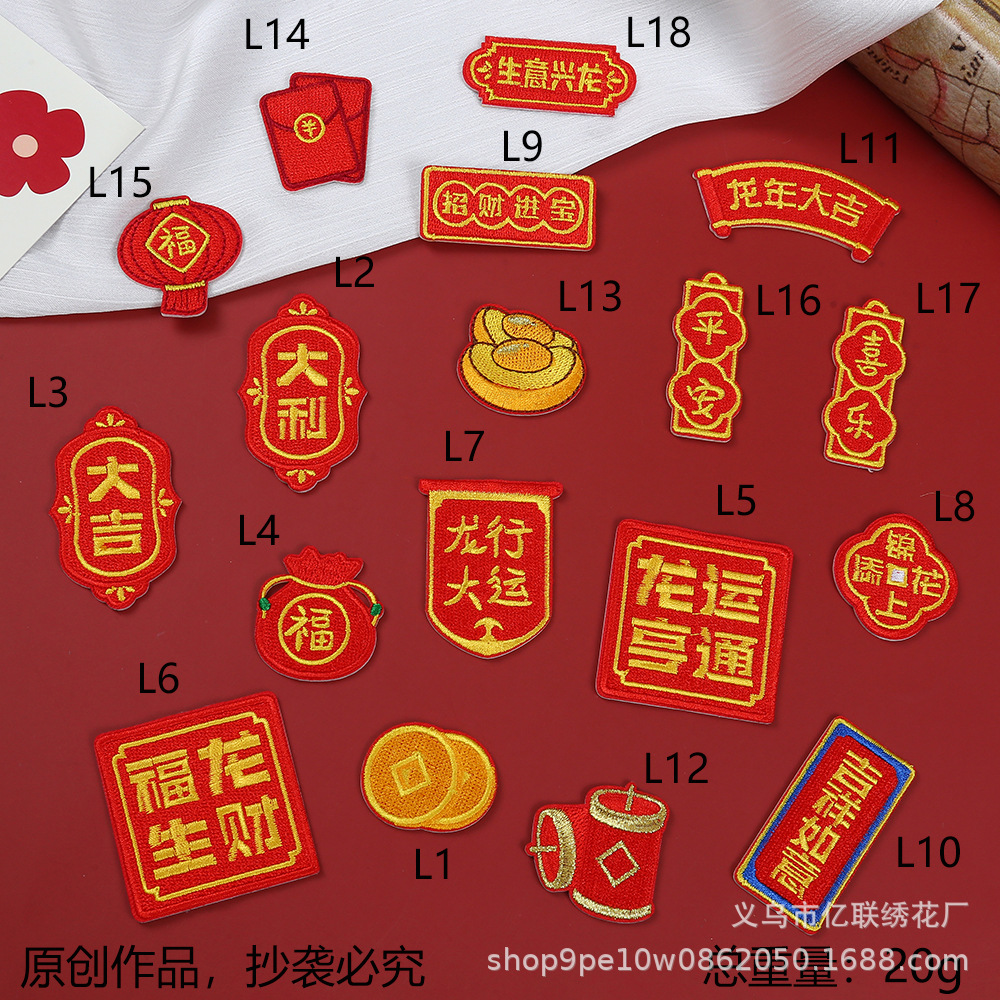 L14
L18
生意兴龙
L9
L11
L15
福
招财进宝
龙年大吉
L2
L13
L16
L17
大
利
平
安
喜
乐
L3
大
吉
L7
龙行
大运
L5
龙运
亨通
L8
锦
添花
上
L4
福
L6
福龙
生财
L1
L12
吉祥如意
L10
义乌市亿联绣花厂
原创作品，抄袭必究
总重量：20g
shop9pe10w0862050.1688.com